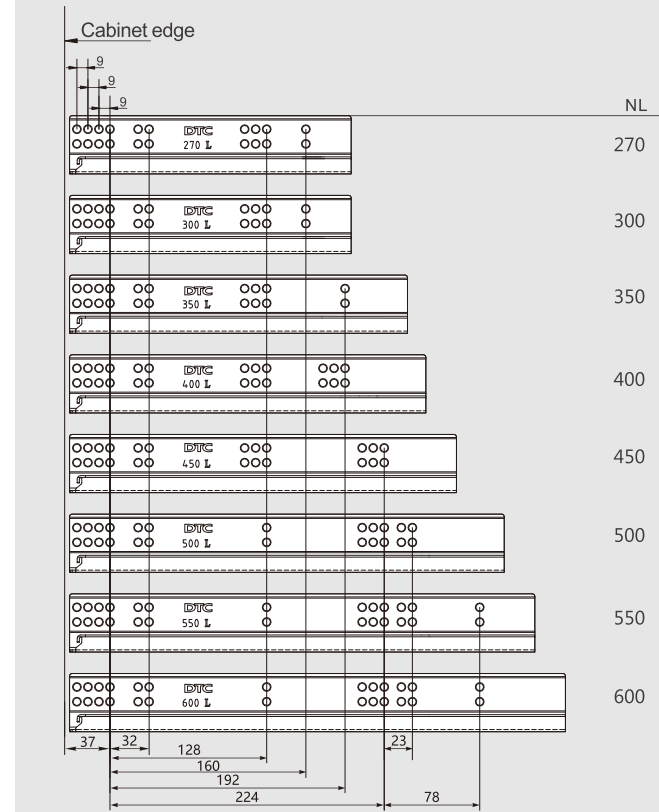 Cabinet edge
9
9
9
NL
DTC
270 L
270
DTC
300 L
300
DTC
350 L
350
DTC
400 L
400
DTC
450 L
450
DTC
500 L
500
DTC
550 L
550
DTC
600 L
600
37 32 23
128
160
192
224 78